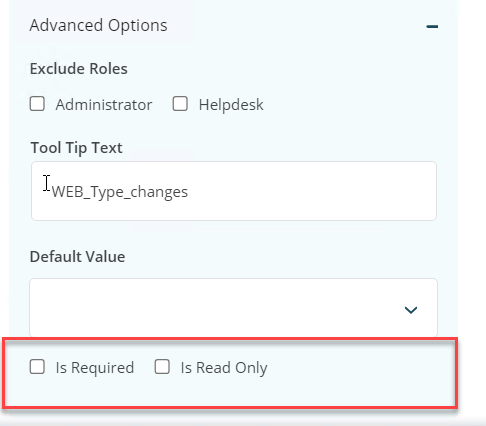 Advanced Options
Exclude Roles
Administrator Helpdesk
Tool Tip Text
WEB_Type_changes
Default Value
Is Required Is Read Only